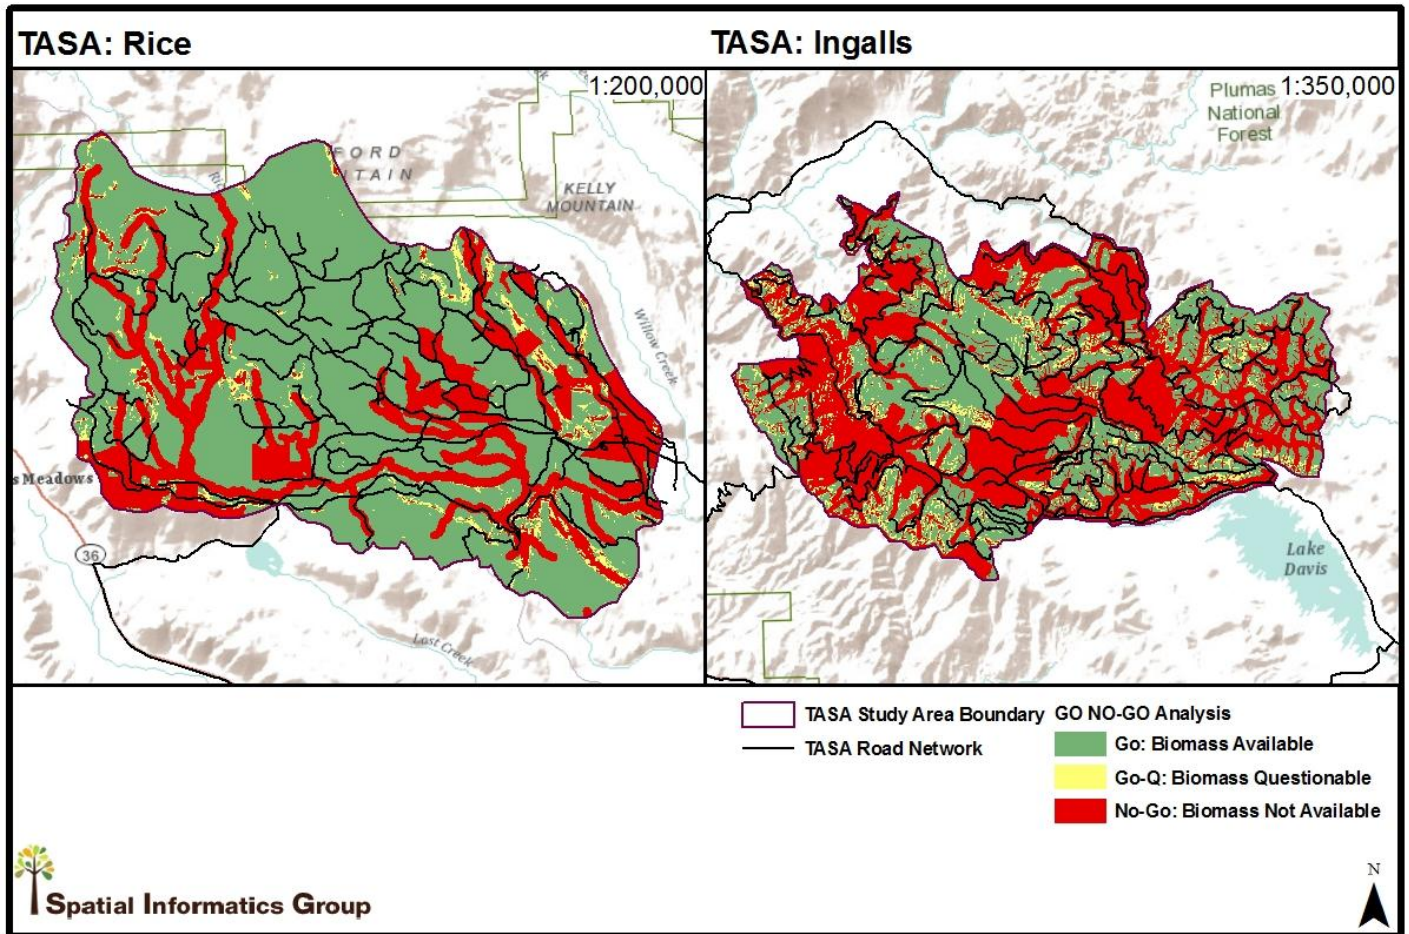 TASA: Rice
1:200,000
FORD
NTAIN
KELLY
MOUNTAIN
Willow Creek
s Meadows
36
Lost Creek
TASA: Ingalls
1:350,000
Plumas
National
Forest
Lake
Davis
TASA Study Area Boundary
TASA Road Network
GO NO-GO Analysis
Go: Biomass Available
Go-Q: Biomass Questionable
No-Go: Biomass Not Available
Spatial Informatics Group
N